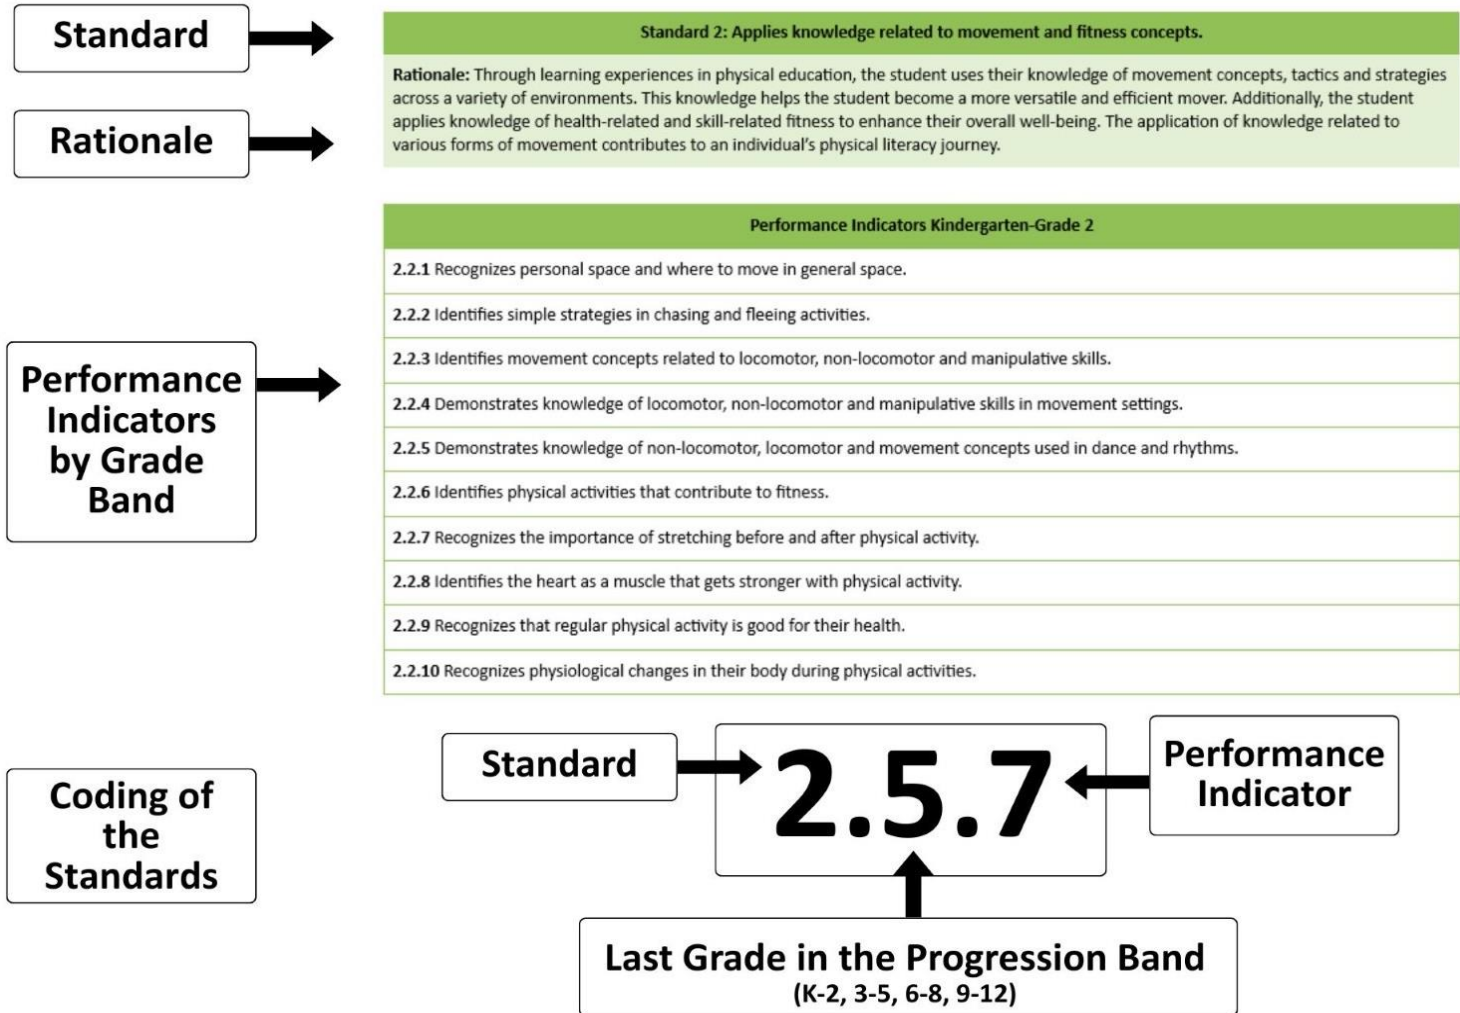 Standard
Standard 2: Applies knowledge related to movement and fitness concepts.
Rationale
Rationale: Through learning experiences in physical education, the student uses their knowledge of movement concepts, tactics and strategies
across a variety of environments. This knowledge helps the student become a more versatile and efficient mover. Additionally, the student
applies knowledge of health-related and skill-related fitness to enhance their overall well-being. The application of knowledge related to
various forms of movement contributes to an individual's physical literacy journey.
Performance
Indicators
by Grade
Band
Performance Indicators Kindergarten-Grade 2
2.2.1 Recognizes personal space and where to move in general space.
2.2.2 Identifies simple strategies in chasing and fleeing activities.
2.2.3 Identifies movement concepts related to locomotor, non-locomotor and manipulative skills.
2.2.4 Demonstrates knowledge of locomotor, non-locomotor and manipulative skills in movement settings.
2.2.5 Demonstrates knowledge of non-locomotor, locomotor and movement concepts used in dance and rhythms.
2.2.6 Identifies physical activities that contribute to fitness.
2.2.7 Recognizes the importance of stretching before and after physical activity.
2.2.8 Identifies the heart as a muscle that gets stronger with physical activity.
2.2.9 Recognizes that regular physical activity is good for their health.
2.2.10 Recognizes physiological changes in their body during physical activities.
Coding of
the
Standards
Standard
2.5.7
Performance
Indicator
Last Grade in the Progression Band
(K-2, 3-5, 6-8, 9-12)